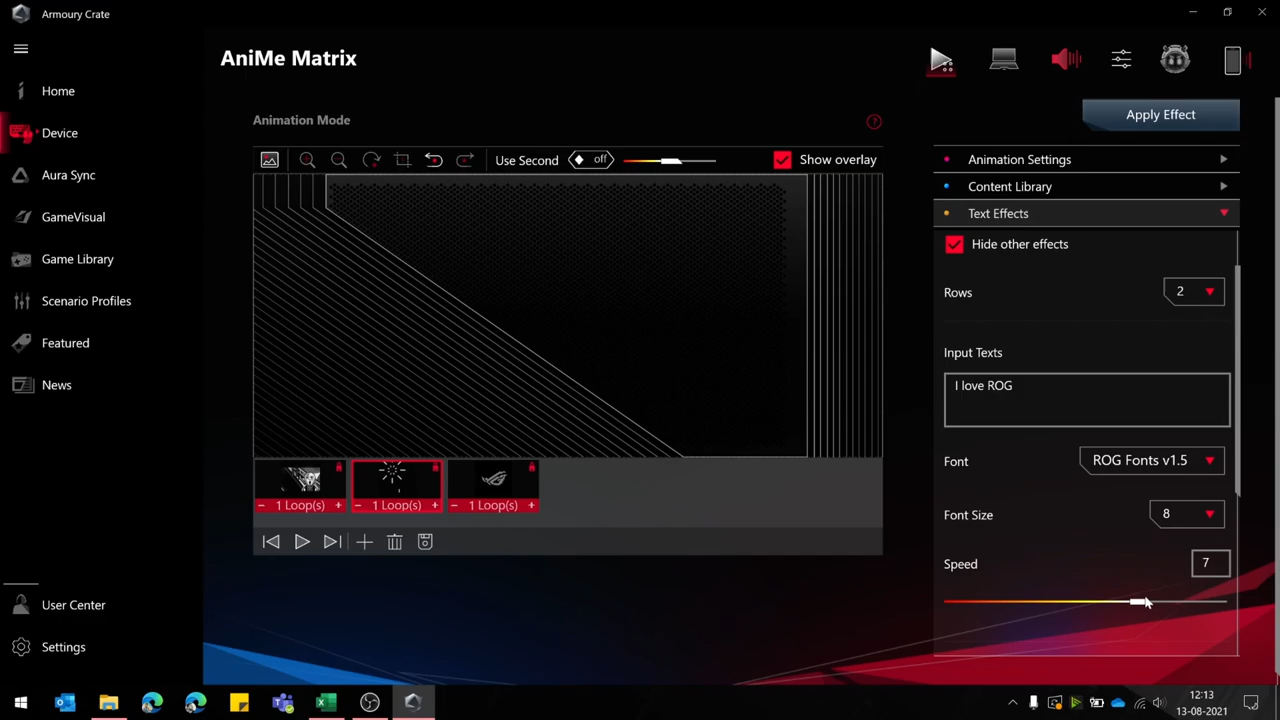 Armoury Crate
AniMe Matrix
Home
Device
Aura Sync
GameVisual
Game Library
Scenario Profiles
Featured
News
User Center
Settings
Animation Mode
Use Second
off
Show overlay
1 Loop(s)
1 Loop(s)
1 Loop(s)
Apply Effect
Animation Settings
Content Library
Text Effects
Hide other effects
Rows
2
Input Texts
I love ROG
Font
ROG Fonts v1.5
Font Size
8
Speed
7
12:13
13-08-2021